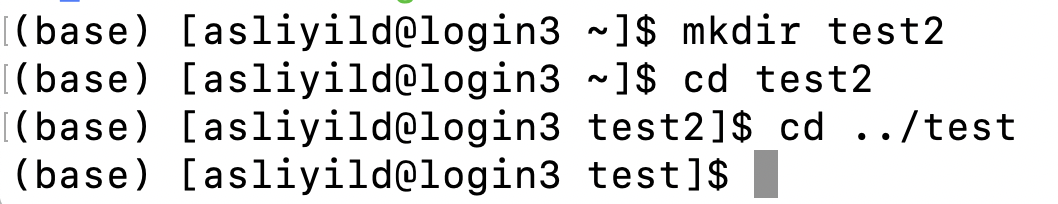 [(base) [asliyild@login3 ~]$ mkdir test2
[(base) [asliyild@login3 ~]$ cd test2
[(base) [asliyild@login3 test2]$ cd ../test
(base) [asliyild@login3 test]$